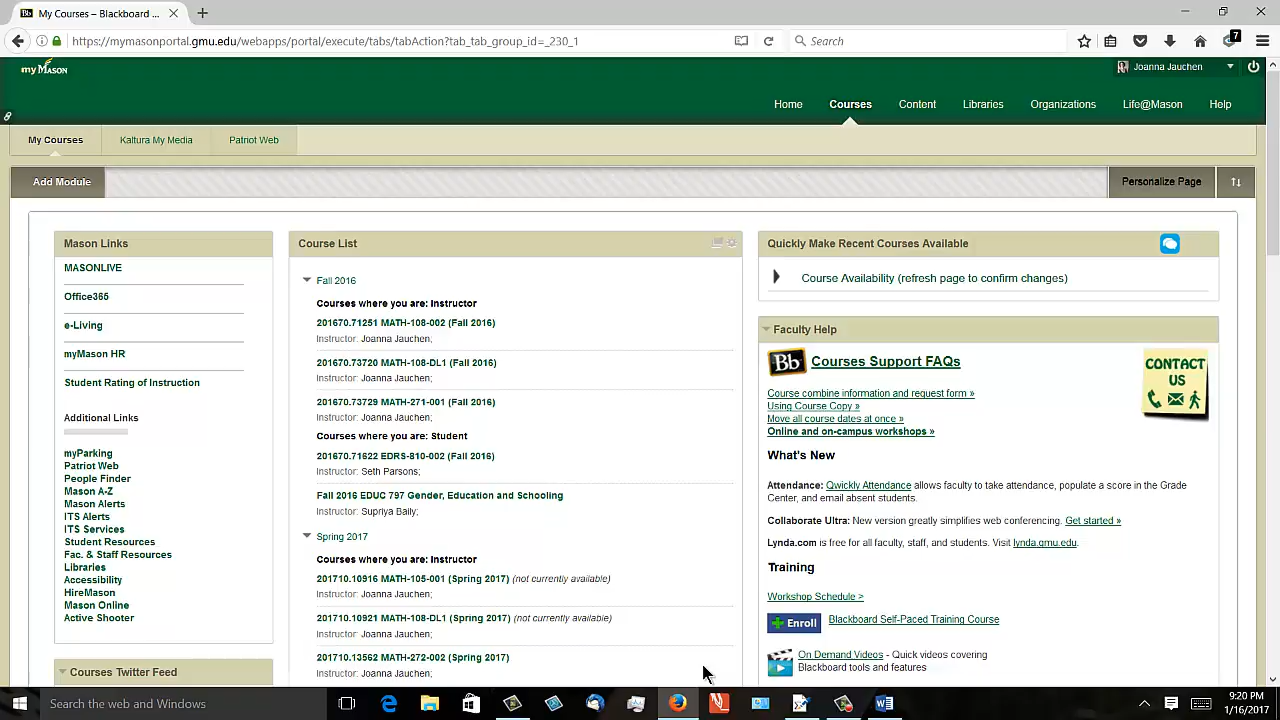 My Courses – Blackboard ...
https://mymasonportal.gmu.edu/webapps/portal/execute/tabs/tabAction?tab_tab_group_id=_230_1
Search
7
myMason
Joanna Jauchen
Home Courses Content Libraries Organizations Life@Mason Help
My Courses Kaltura My Media Patriot Web
Add Module
Personalize Page
Mason Links
MASONLIVE
Office365
e-Living
myMason HR
Student Rating of Instruction
Additional Links
myParking
Patriot Web
People Finder
Mason A-Z
Mason Alerts
ITS Alerts
ITS Services
Student Resources
Fac. & Staff Resources
Libraries
Accessibility
HireMason
Mason Online
Active Shooter
Courses Twitter Feed
Course List
Fall 2016
Courses where you are: Instructor
201670.71251 MATH-108-002 (Fall 2016)
Instructor: Joanna Jauchen;
201670.73720 MATH-108-DL1 (Fall 2016)
Instructor: Joanna Jauchen;
201670.73729 MATH-271-001 (Fall 2016)
Instructor: Joanna Jauchen;
Courses where you are: Student
201670.71622 EDRS-810-002 (Fall 2016)
Instructor: Seth Parsons;
Fall 2016 EDUC 797 Gender, Education and Schooling
Instructor: Supriya Baily;
Spring 2017
Courses where you are: Instructor
201710.10916 MATH-105-001 (Spring 2017) (not currently available)
Instructor: Joanna Jauchen;
201710.10921 MATH-108-DL1 (Spring 2017) (not currently available)
Instructor: Joanna Jauchen;
201710.13562 MATH-272-002 (Spring 2017)
Instructor: Joanna Jauchen;
Quickly Make Recent Courses Available
Course Availability (refresh page to confirm changes)
Faculty Help
Bb Courses Support FAQs
CONTACT
US
Course combine information and request form »
Using Course Copy »
Move all course dates at once »
Online and on-campus workshops »
What's New
Attendance: Qwickly Attendance allows faculty to take attendance, populate a score in the Grade
Center, and email absent students.
Collaborate Ultra: New version greatly simplifies web conferencing. Get started »
Lynda.com is free for all faculty, staff, and students. Visit lynda.gmu.edu.
Training
Workshop Schedule >
Enroll Blackboard Self-Paced Training Course
On Demand Videos - Quick videos covering
Blackboard tools and features
Search the web and Windows
9:20 PM
1/16/2017